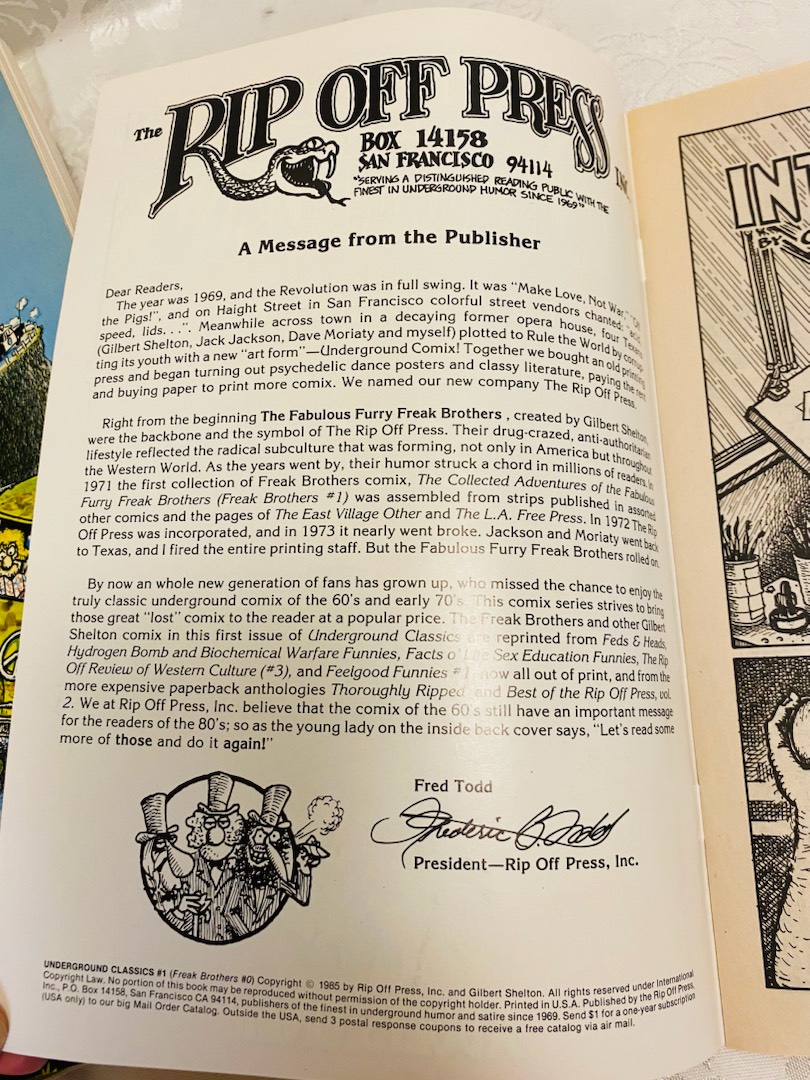 The RIP OFF PRESS INC.
BOX 14158
SAN FRANCISCO 94114
"SERVING A DISTINGUISHED READING PUBLIC WITH THE
FINEST IN UNDERGROUND HUMOR SINCE 1969"
A Message from the Publisher
Dear Readers,
The year was 1969, and the Revolution was in full swing. It was "Make Love, Not War,"
the Pigs!", and on Haight Street in San Francisco colorful street vendors chanted;
speed, lids. . . .". Meanwhile across town in a decaying former opera house, four Texans
(Gilbert Shelton, Jack Jackson, Dave Moriaty and myself) plotted to Rule the World by corrup-
ting its youth with a new "art form"—Underground Comix! Together we bought an old printing
press and began turning out psychedelic dance posters and classy literature, paying the rent
and buying paper to print more comix. We named our new company The Rip Off Press.
Right from the beginning The Fabulous Furry Freak Brothers , created by Gilbert Shelton,
were the backbone and the symbol of The Rip Off Press. Their drug-crazed, anti-authoritarian
lifestyle reflected the radical subculture that was forming, not only in America but throughout
the Western World. As the years went by, their humor struck a chord in millions of readers. In
1971 the first collection of Freak Brothers comix, The Collected Adventures of the Fabulous
Furry Freak Brothers (Freak Brothers #1) was assembled from strips published in assorted
other comics and the pages of The East Village Other and The L.A. Free Press. In 1972 The Rip
Off Press was incorporated, and in 1973 it nearly went broke. Jackson and Moriaty went back
to Texas, and I fired the entire printing staff. But the Fabulous Furry Freak Brothers rolled on.
By now an whole new generation of fans has grown up, who missed the chance to enjoy the
truly classic underground comix of the 60's and early 70's. This comix series strives to bring
those great "lost" comix to the reader at a popular price. The Freak Brothers and other Gilbert
Shelton comix in this first issue of Underground Classics are reprinted from Feds & Heads,
Hydrogen Bomb and Biochemical Warfare Funnies, Facts o' Life Sex Education Funnies, The Rip
Off Review of Western Culture (#3), and Feelgood Funnies #1, now all out of print, and from the
more expensive paperback anthologies Thoroughly Ripped and Best of the Rip Off Press, vol.
2. We at Rip Off Press, Inc. believe that the comix of the 60's still have an important message
for the readers of the 80's; so as the young lady on the inside back cover says, "Let's read some
more of those and do it again!"
Fred Todd
Frederic B. Todd
President—Rip Off Press, Inc.
UNDERGROUND CLASSICS #1 (Freak Brothers #0) Copyright © 1985 by Rip Off Press, Inc. and Gilbert Shelton. All rights reserved under International
Copyright Law. No portion of this book may be reproduced without permission of the copyright holder. Printed in U.S.A. Published by the Rip Off Press,
Inc., P.O. Box 14158, San Francisco CA 94114, publishers of the finest in underground humor and satire since 1969. Send $1 for a one-year subscription
(USA only) to our big Mail Order Catalog. Outside the USA, send 3 postal response coupons to receive a free catalog via air mail.
INT
BY